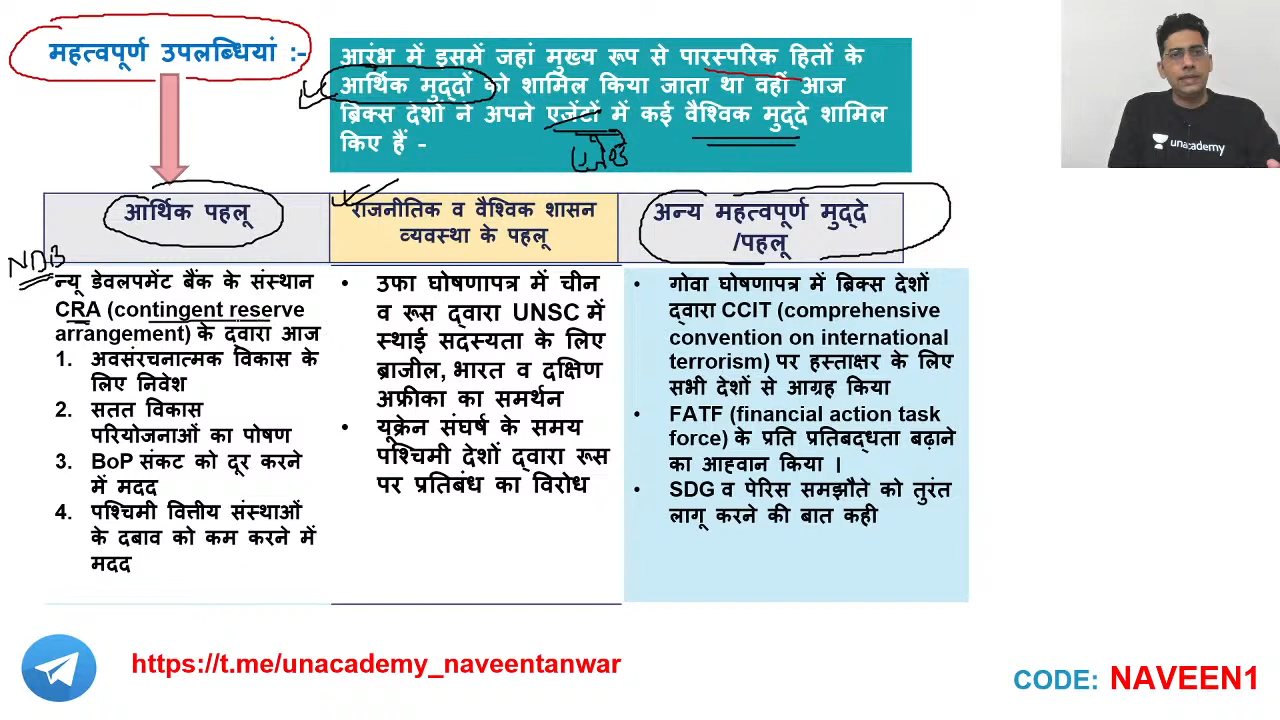 महत्वपूर्ण उपलब्धियां :-
आरंभ में इसमें जहां मुख्य रूप से पारस्परिक हितों के
आर्थिक मुद्दों को शामिल किया जाता था वहीं आज
ब्रिक्स देशों ने अपने एजेंटों में कई वैश्विक मुद्दे शामिल
किए हैं -
unacademy
आर्थिक पहलू
राजनीतिक व वैश्विक शासन
व्यवस्था के पहलू
अन्य महत्वपूर्ण मुद्दे
/पहलू
NDB
न्यू डेवलपमेंट बैंक के संस्थान
CRA (contingent reserve
arrangement) के द्वारा आज
1. अवसंरचनात्मक विकास के
लिए निवेश
2. सतत विकास
परियोजनाओं का पोषण
3. BoP संकट को दूर करने
में मदद
4. पश्चिमी वित्तीय संस्थाओं
के दबाव को कम करने में
मदद
• उफा घोषणापत्र में चीन
व रूस द्वारा UNSC में
स्थाई सदस्यता के लिए
ब्राजील, भारत व दक्षिण
अफ्रीका का समर्थन
• यूक्रेन संघर्ष के समय
पश्चिमी देशों द्वारा रूस
पर प्रतिबंध का विरोध
• गोवा घोषणापत्र में ब्रिक्स देशों
द्वारा CCIT (comprehensive
convention on international
terrorism) पर हस्ताक्षर के लिए
सभी देशों से आग्रह किया
• FATF (financial action task
force) के प्रति प्रतिबद्धता बढ़ाने
का आह्वान किया ।
• SDG व पेरिस समझौते को तुरंत
लागू करने की बात कही
https://t.me/unacademy_naveentanwar
CODE: NAVEEN1